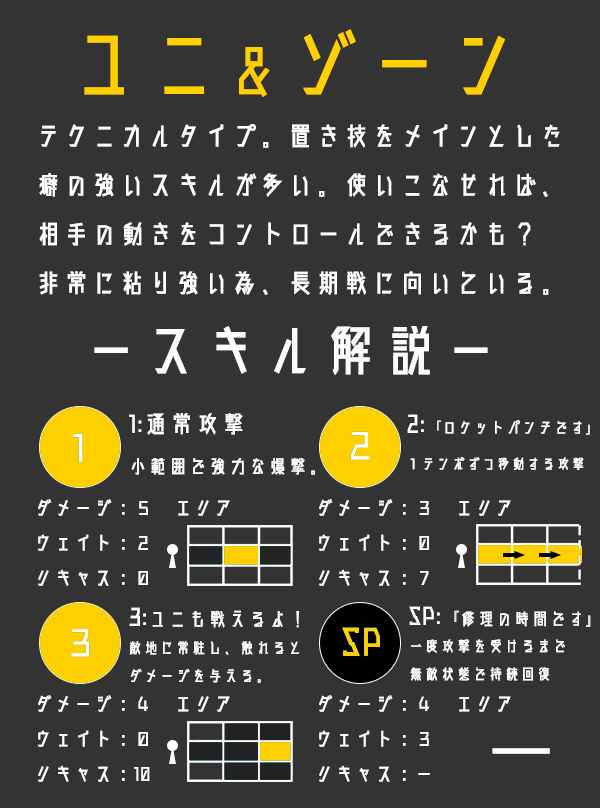 ユニ&ゾーン
テクニカルタイプ。置き技をメインとした
癖の強いスキルが多い。使いこなせれば、
相手の動きをコントロールできるかも？
非常に粘り強い為、長期戦に向いている。
ースキル解説ー
1
1:通常攻撃
小範囲で強力な爆撃。
ダメージ：5 エリア
ウェイト：2
リキャス：0
2
2:「ロケットパンチです」
1テンポずつ移動する攻撃
ダメージ：3 エリア
ウェイト：0
リキャス：7
3
3:ユニも戦えるよ！
敵地に常駐し、触れると
ダメージを与える。
ダメージ：4 エリア
ウェイト：0
リキャス：10
SP
SP:「修理の時間です」
一度攻撃を受けるまで
無敵状態で持続回復
ダメージ：4 エリア
ウェイト：3
リキャス：ー
ー